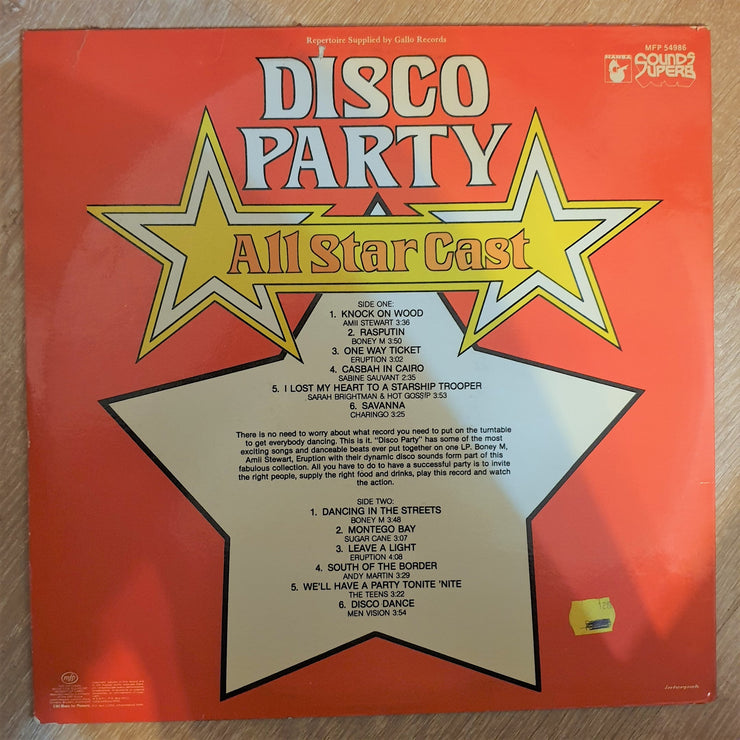 Repertoire Supplied by Gallo Records
MFP 54986
HANSA
SOUNDS
SUPERB
DISCO
PARTY
All Star Cast
SIDE ONE:
1. KNOCK ON WOOD
AMII STEWART 3:36
2. RASPUTIN
BONEY M 3:50
3. ONE WAY TICKET
ERUPTION 3:02
4. CASBAH IN CAIRO
SABINE SAUVANT 2:35
5. I LOST MY HEART TO A STARSHIP TROOPER
SARAH BRIGHTMAN & HOT GOSSIP 3:53
6. SAVANNA
CHARINGO 3:25
There is no need to worry about what record you need to put on the turntable
to get everybody dancing. This is it. "Disco Party" has some of the most
exciting songs and danceable beats ever put together on one LP. Boney M,
Amii Stewart, Eruption with their dynamic disco sounds form part of this
fabulous collection. All you have to do to have a successful party is to invite
the right people, supply the right food and drinks, play this record and watch
the action.
SIDE TWO:
1. DANCING IN THE STREETS
BONEY M 3:48
2. MONTEGO BAY
SUGAR CANE 3:07
3. LEAVE A LIGHT
ERUPTION 4:08
4. SOUTH OF THE BORDER
ANDY MARTIN 3:29
5. WE'LL HAVE A PARTY TONITE 'NITE
THE TEENS 3:22
6. DISCO DANCE
MEN VISION 3:54
mfp
EMI Music for Pleasure
interpak